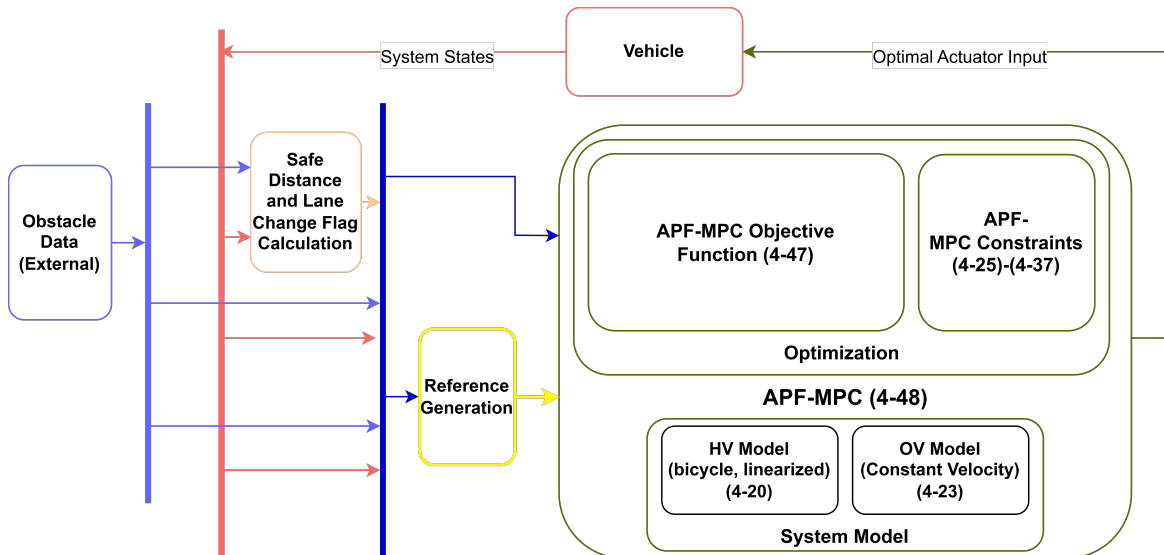 System States
Vehicle
Optimal Actuator Input
Obstacle
Data
(External)
Safe
Distance
and Lane
Change Flag
Calculation
APF-MPC Objective
Function (4-47)
APF-
MPC Constraints
(4-25)-(4-37)
Optimization
Reference
Generation
APF-MPC (4-48)
HV Model
(bicycle, linearized)
(4-20)
OV Model
(Constant Velocity)
(4-23)
System Model